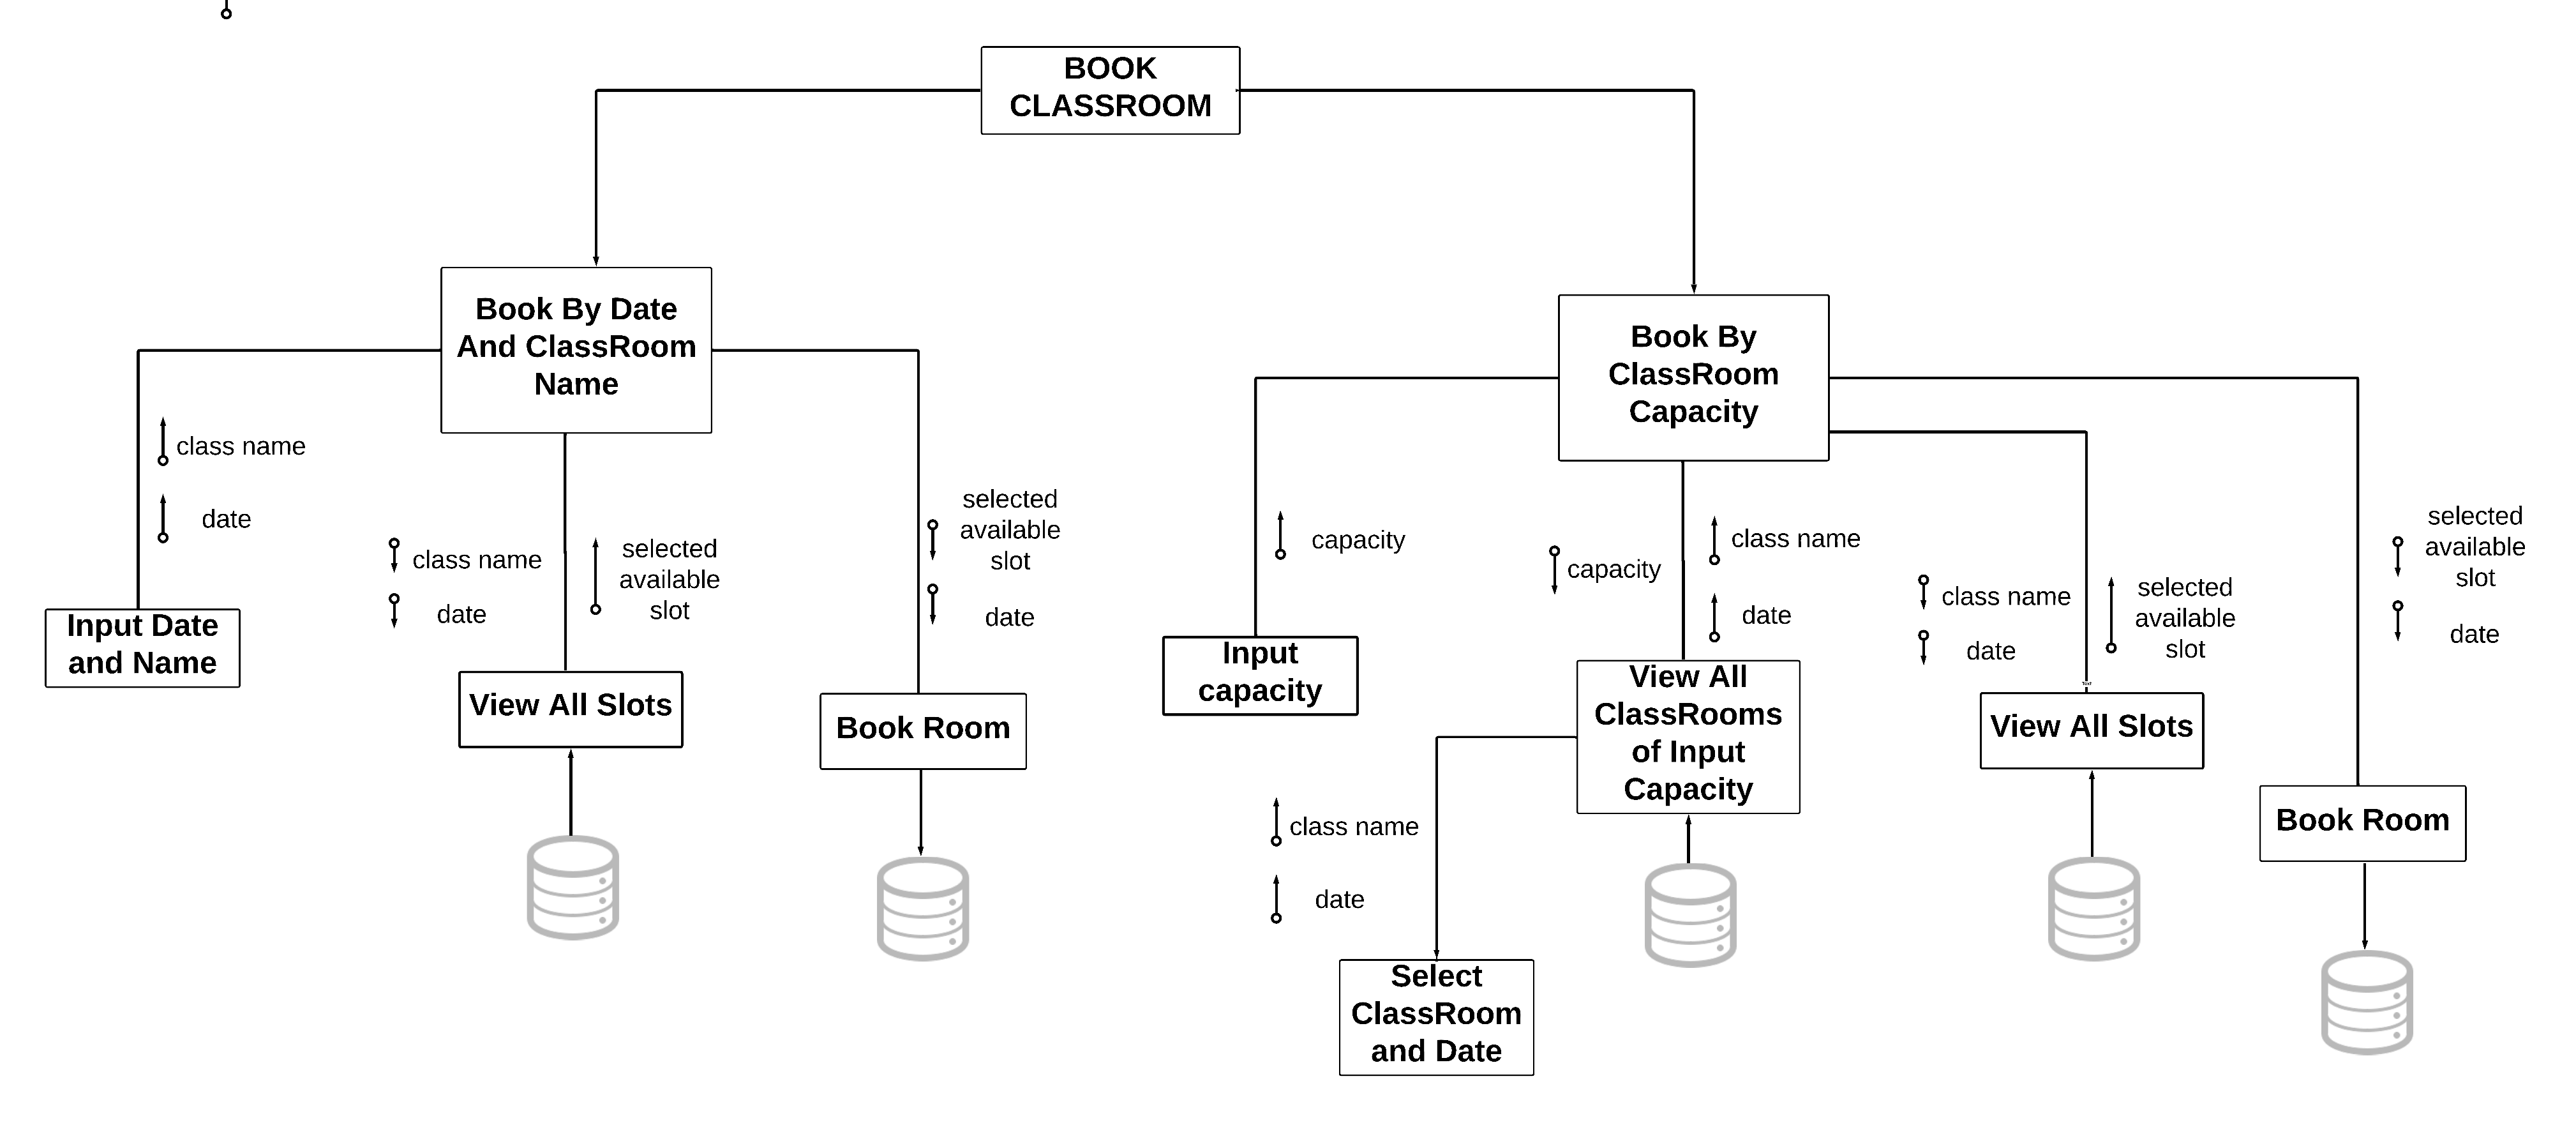 BOOK
CLASSROOM
Book By Date
And ClassRoom
Name
Book By
ClassRoom
Capacity
class name
date
class name
date
selected
available
slot
selected
available
slot
date
capacity
capacity
class name
date
class name
date
selected
available
slot
selected
available
slot
date
Input Date
and Name
View All Slots
Book Room
Input
capacity
View All
ClassRooms
of Input
Capacity
View All Slots
Book Room
class name
date
Select
ClassRoom
and Date